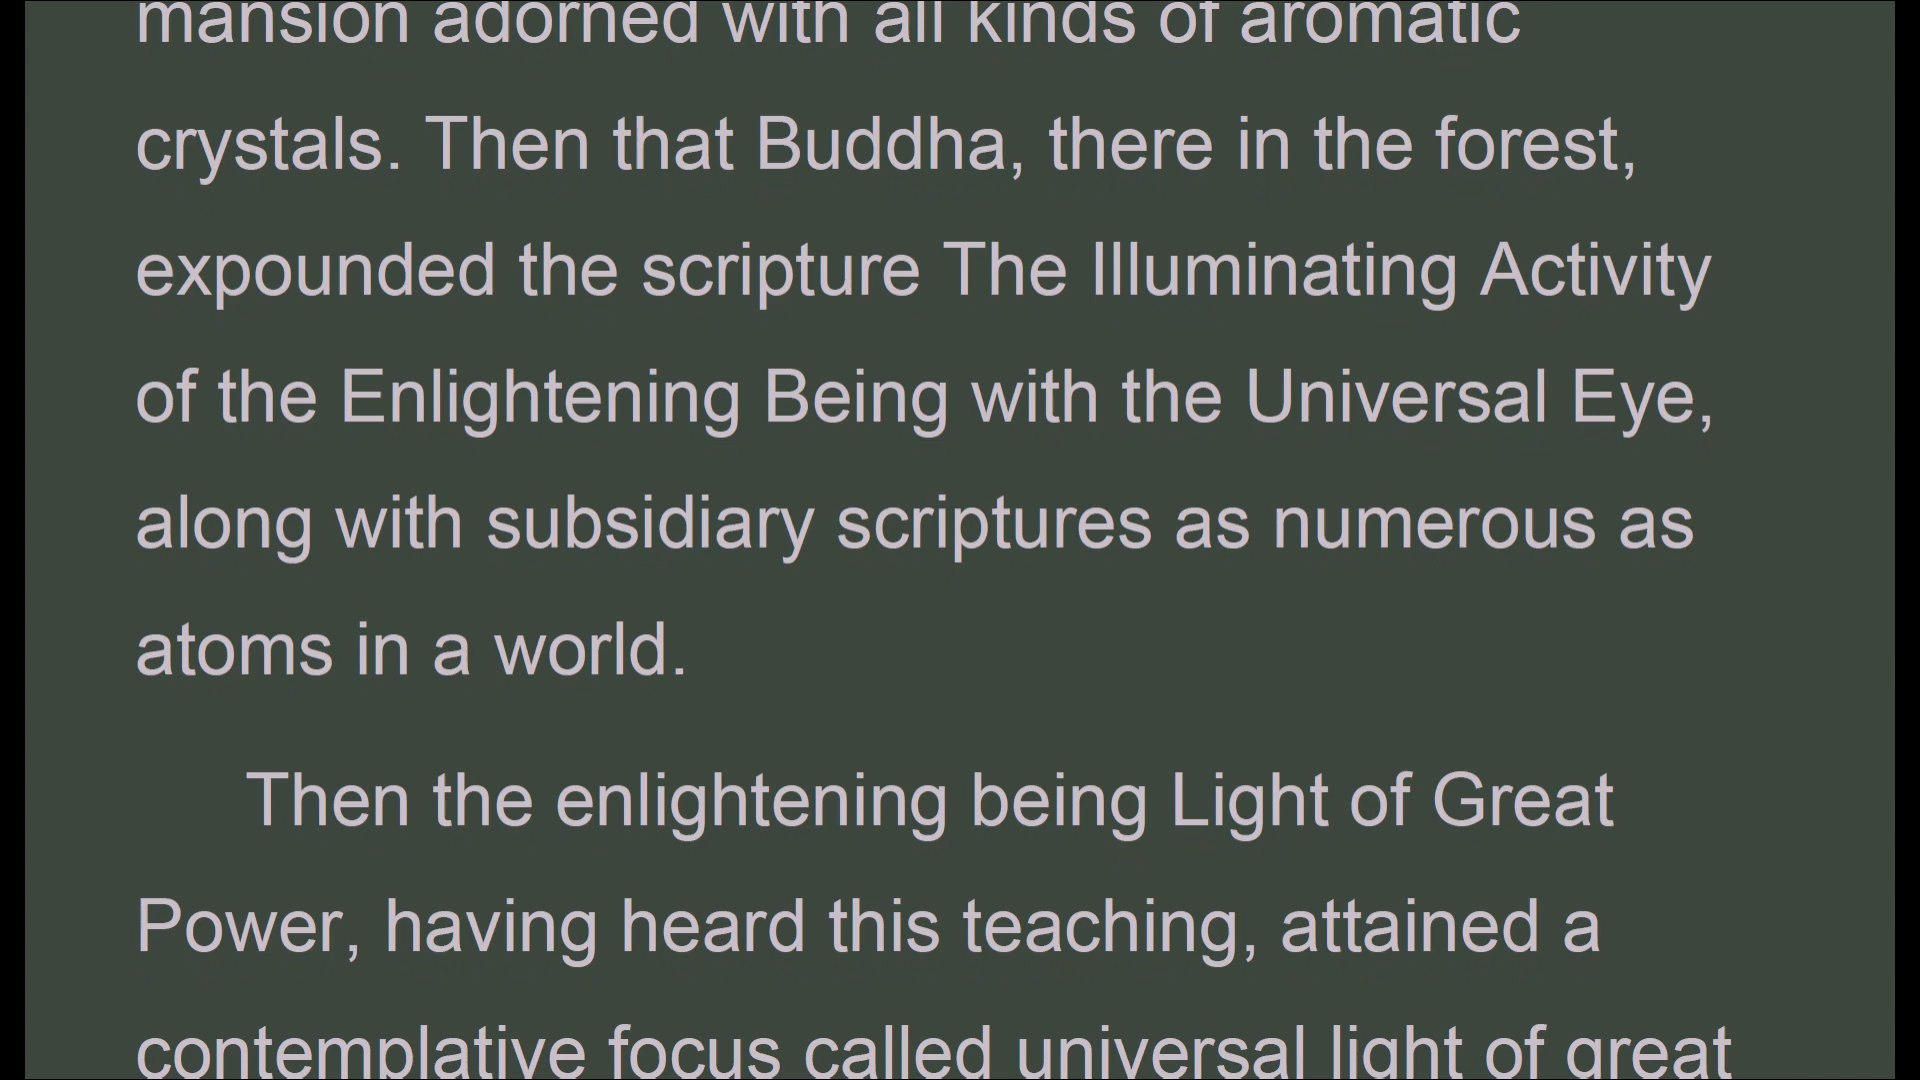 mansion adorned with all kinds of aromatic
crystals. Then that Buddha, there in the forest,
expounded the scripture The Illuminating Activity
of the Enlightening Being with the Universal Eye,
along with subsidiary scriptures as numerous as
atoms in a world.
Then the enlightening being Light of Great
Power, having heard this teaching, attained a
contemplative focus called universal light of great